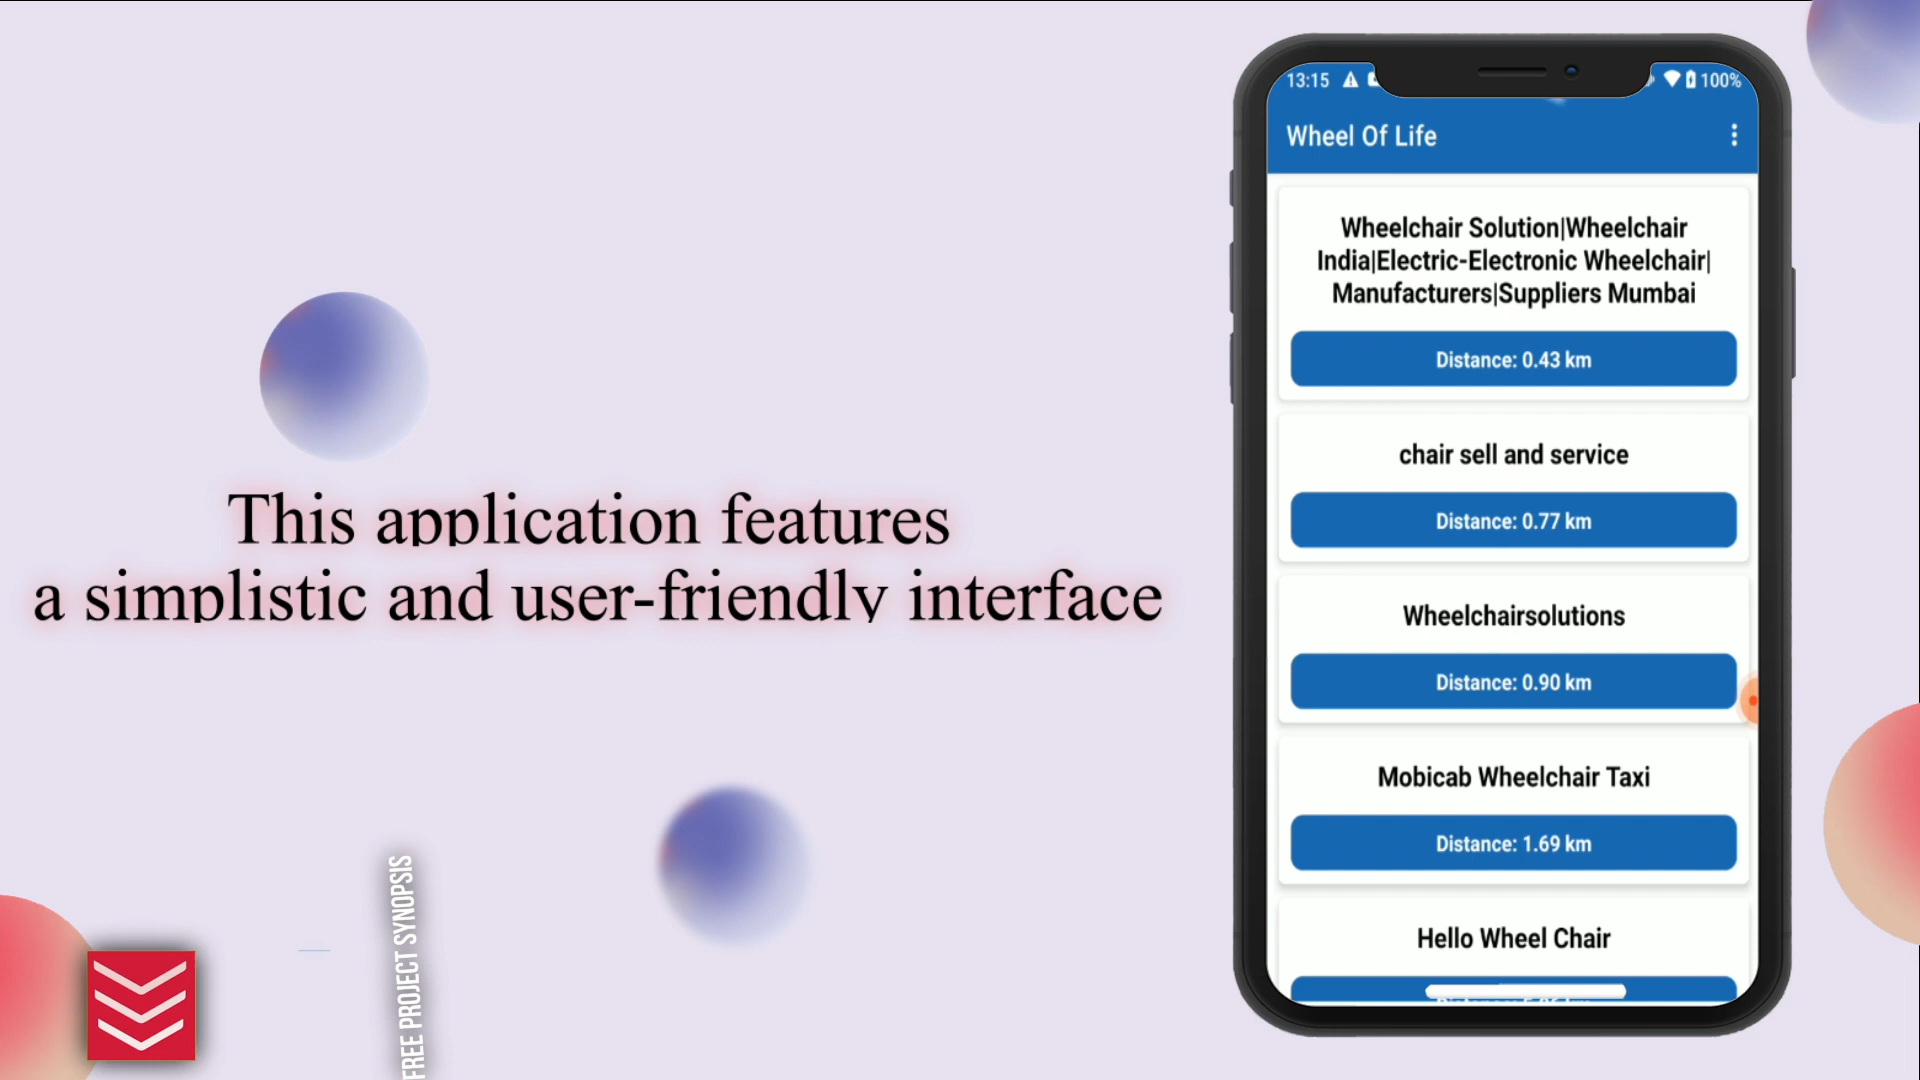 This application features
a simplistic and user-friendly interface
FREE PROJECT SYNOPSIS
13:15
100%
Wheel Of Life
Wheelchair Solution|Wheelchair
India|Electric-Electronic Wheelchair|
Manufacturers|Suppliers Mumbai
Distance: 0.43 km
chair sell and service
Distance: 0.77 km
Wheelchairsolutions
Distance: 0.90 km
Mobicab Wheelchair Taxi
Distance: 1.69 km
Hello Wheel Chair